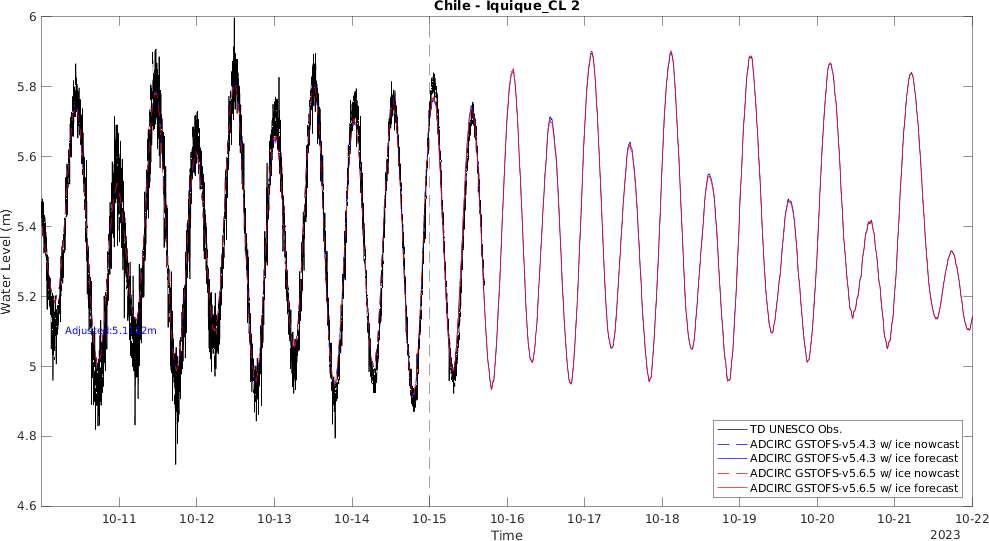 Chile - Iquique_CL 2
Water Level (m)
6
5.8
5.6
5.4
5.2
5
4.8
4.6
TD UNESCO Obs.
ADCIRC GSTOFS-v5.4.3 w/ ice nowcast
ADCIRC GSTOFS-v5.4.3 w/ ice forecast
ADCIRC GSTOFS-v5.6.5 w/ ice nowcast
ADCIRC GSTOFS-v5.6.5 w/ ice forecast
10-11 10-12 10-13 10-14 10-15 10-16 10-17 10-18 10-19 10-20 10-21 10-22
Time
2023